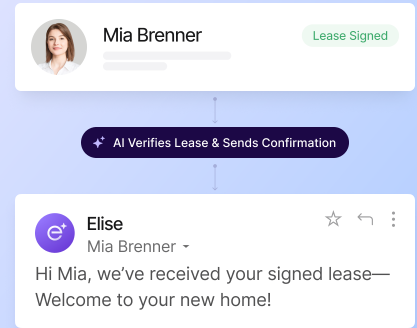 Mia Brenner
Lease Signed
AI Verifies Lease & Sends Confirmation
Elise
Mia Brenner
Hi Mia, we’ve received your signed lease—
Welcome to your new home!